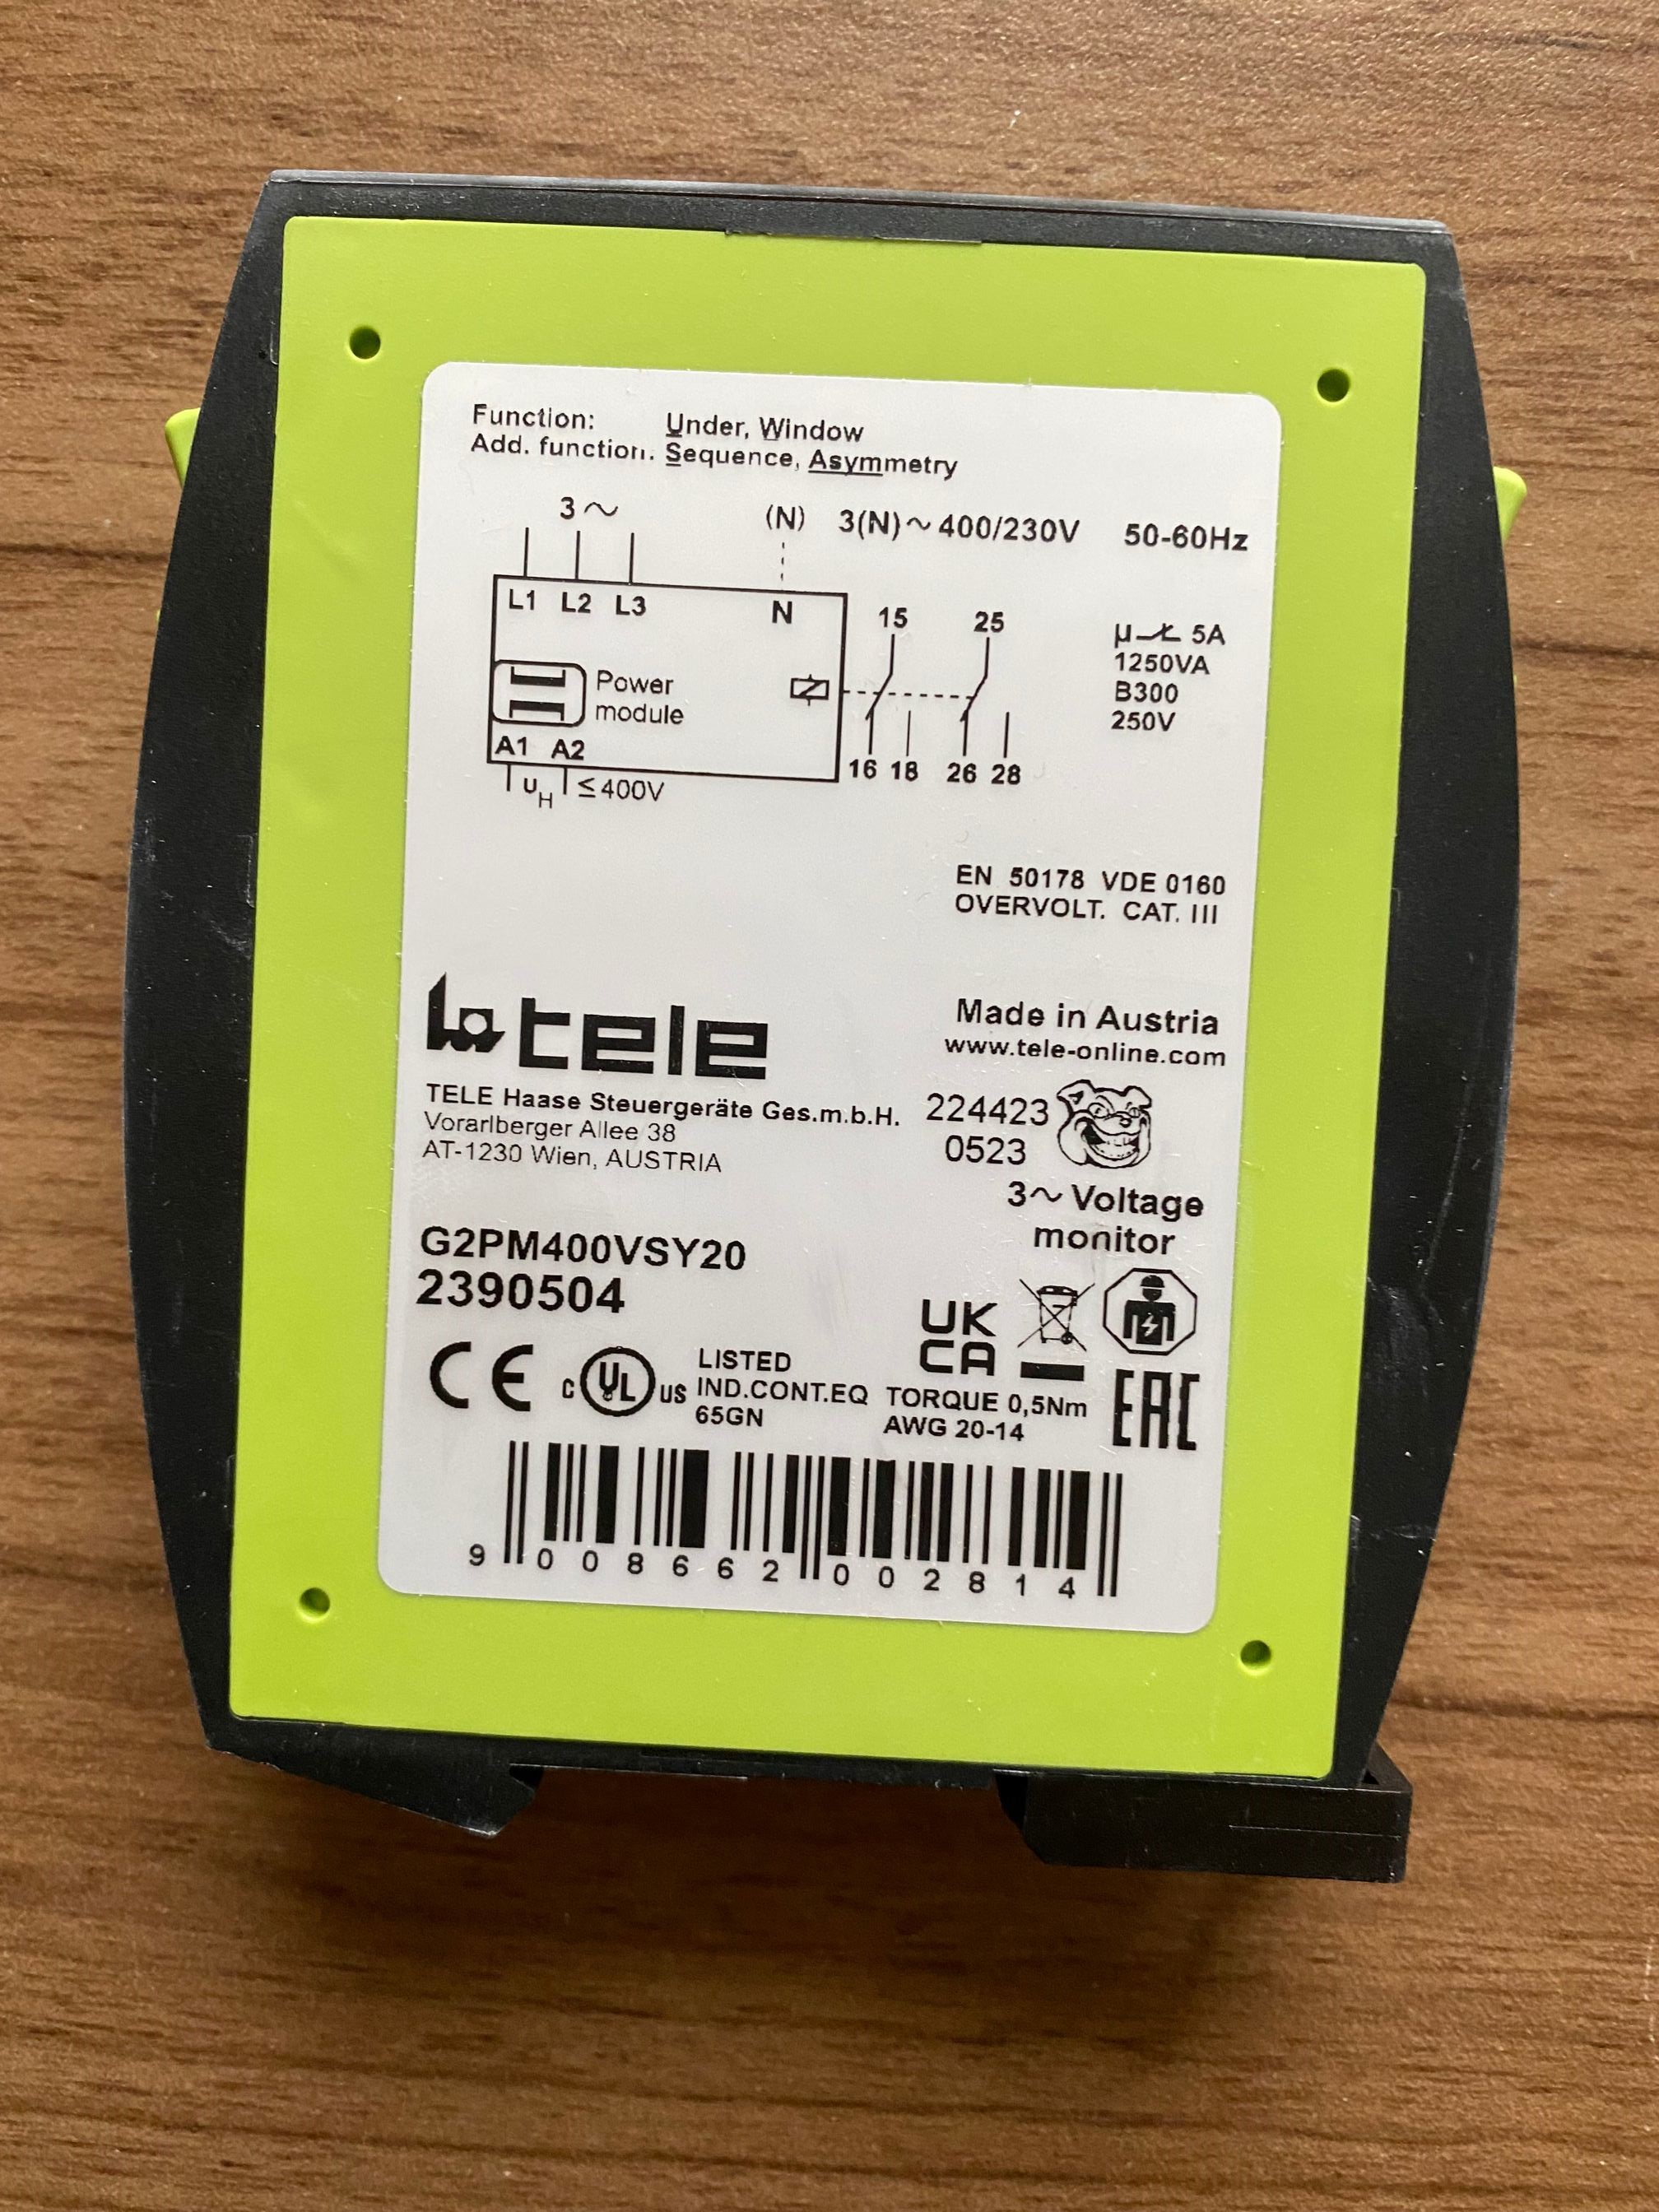 Function: Under, Window
Add. function. Sequence, Asymmetry
3~ (N) 3(N)~400/230V 50-60Hz
L1 L2 L3 N
15 25
µ 5A
1250VA
B300
250V
Power
module
A1 A2
16 18 26 28
UH ≤400V
EN 50178 VDE 0160
OVERVOLT. CAT. III
tele
Made in Austria
www.tele-online.com
TELE Haase Steuergeräte Ges.m.b.H.
Vorarlberger Allee 38
AT-1230 Wien, AUSTRIA
224423
0523
3~ Voltage
monitor
G2PM400VSY20
2390504
UK
CA
CE
c UL us
LISTED
IND.CONT.EQ
65GN
TORQUE 0,5Nm
AWG 20-14
EAC
9 008662 002814